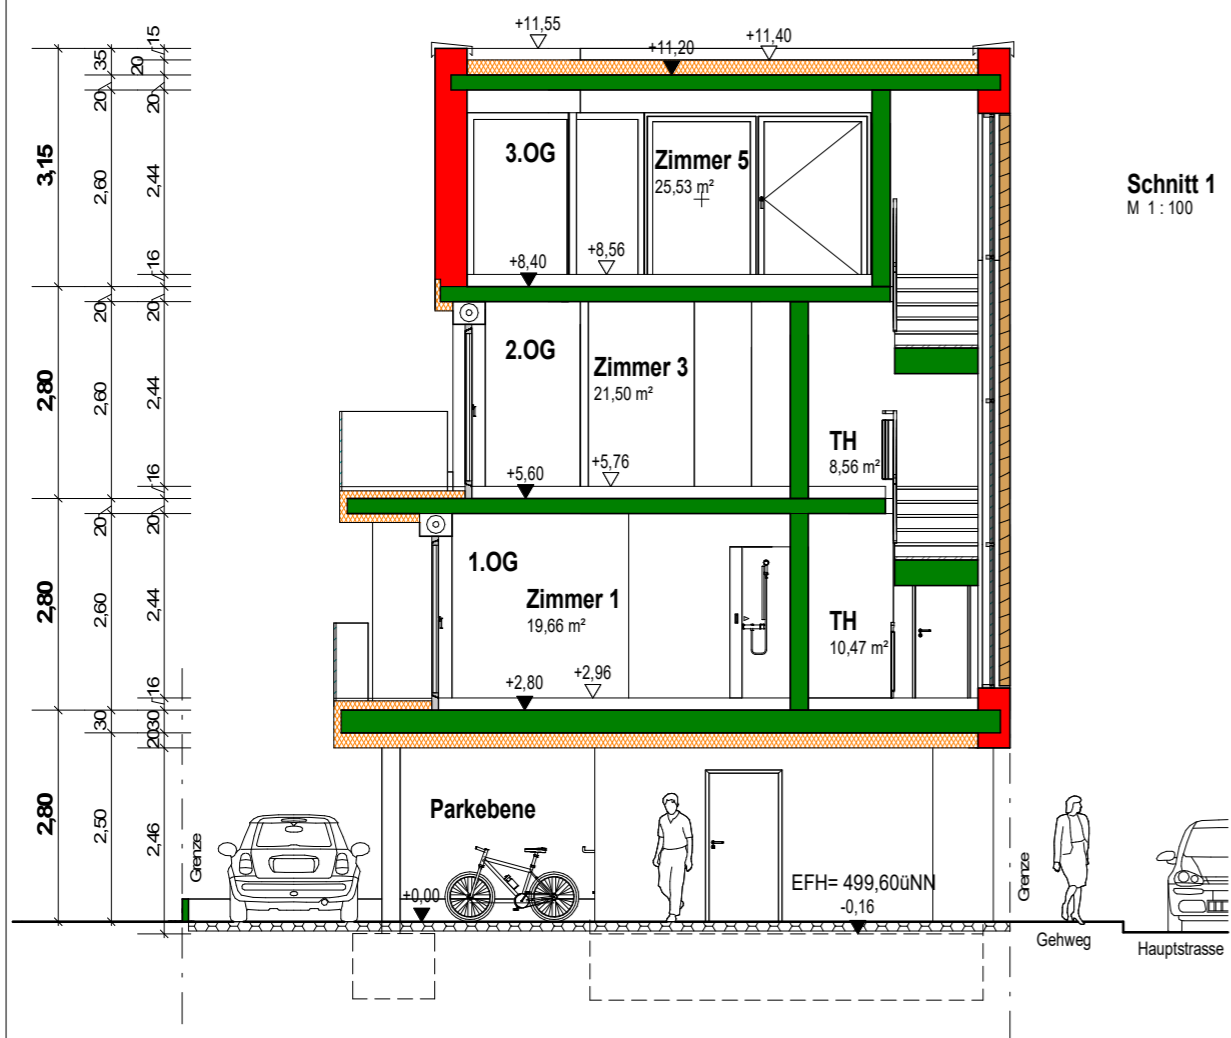 +11,55
+11,40
+11,20
15
35
20
20
20
3,15
2,60
2,44
16
3.OG
Zimmer 5
25,53 m²
Schnitt 1
M 1 : 100
+8,56
+8,40
20
20
2,80
2,60
2,44
16
2.OG
Zimmer 3
21,50 m²
TH
8,56 m²
+5,76
+5,60
20
20
2,80
2,60
2,44
16
1.OG
Zimmer 1
19,66 m²
TH
10,47 m²
+2,96
+2,80
30
30
20
2,80
2,50
2,46
Parkebene
Grenze
Grenze
+0,00
EFH= 499,60üNN
-0,16
Gehweg
Hauptstrasse